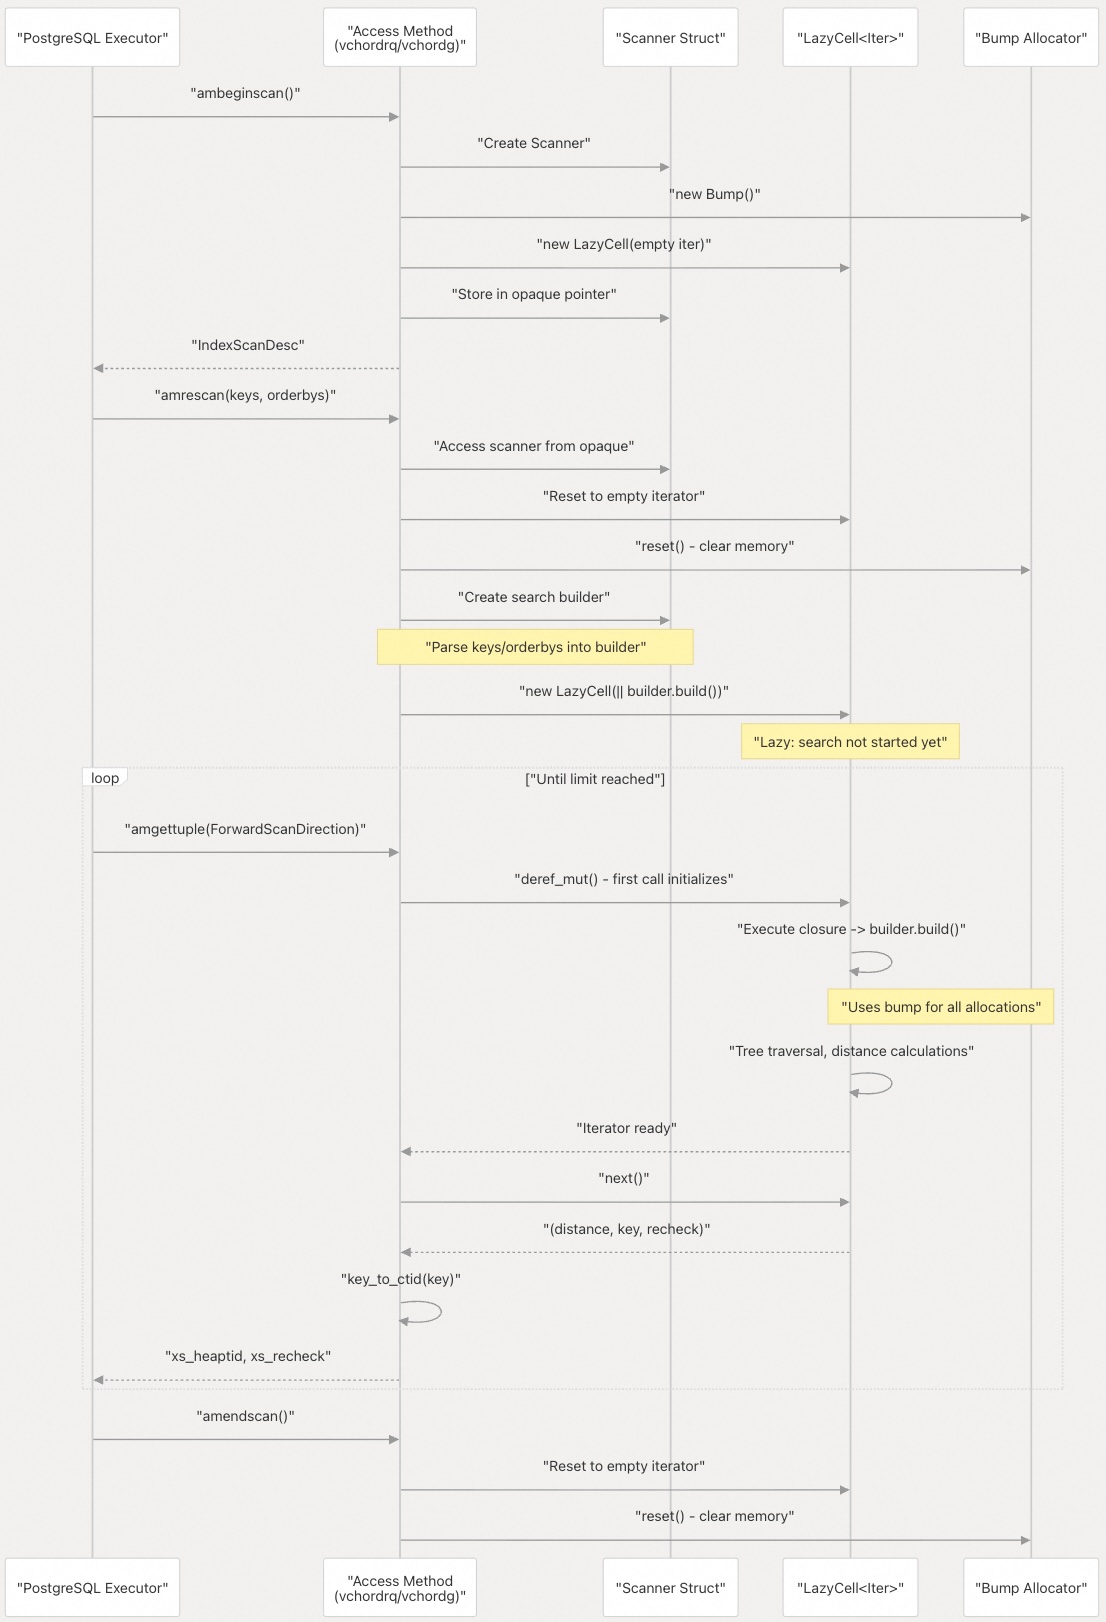 "PostgreSQL Executor"
"Access Method
(vchordrq/vchordg)"
"Scanner Struct"
"LazyCell<Iter>"
"Bump Allocator"
"ambeginscan()"
"Create Scanner"
"new Bump()"
"new LazyCell(empty iter)"
"Store in opaque pointer"
"IndexScanDesc"
"amrescan(keys, orderbys)"
"Access scanner from opaque"
"Reset to empty iterator"
"reset() - clear memory"
"Create search builder"
"Parse keys/orderbys into builder"
"new LazyCell(|| builder.build())"
"Lazy: search not started yet"
loop
["Until limit reached"]
"amgettuple(ForwardScanDirection)"
"deref_mut() - first call initializes"
"Execute closure -> builder.build()"
"Uses bump for all allocations"
"Tree traversal, distance calculations"
"Iterator ready"
"next()"
"(distance, key, recheck)"
"key_to_ctid(key)"
"xs_heaptid, xs_recheck"
"amendscan()"
"Reset to empty iterator"
"reset() - clear memory"
"PostgreSQL Executor"
"Access Method
(vchordrq/vchordg)"
"Scanner Struct"
"LazyCell<Iter>"
"Bump Allocator"